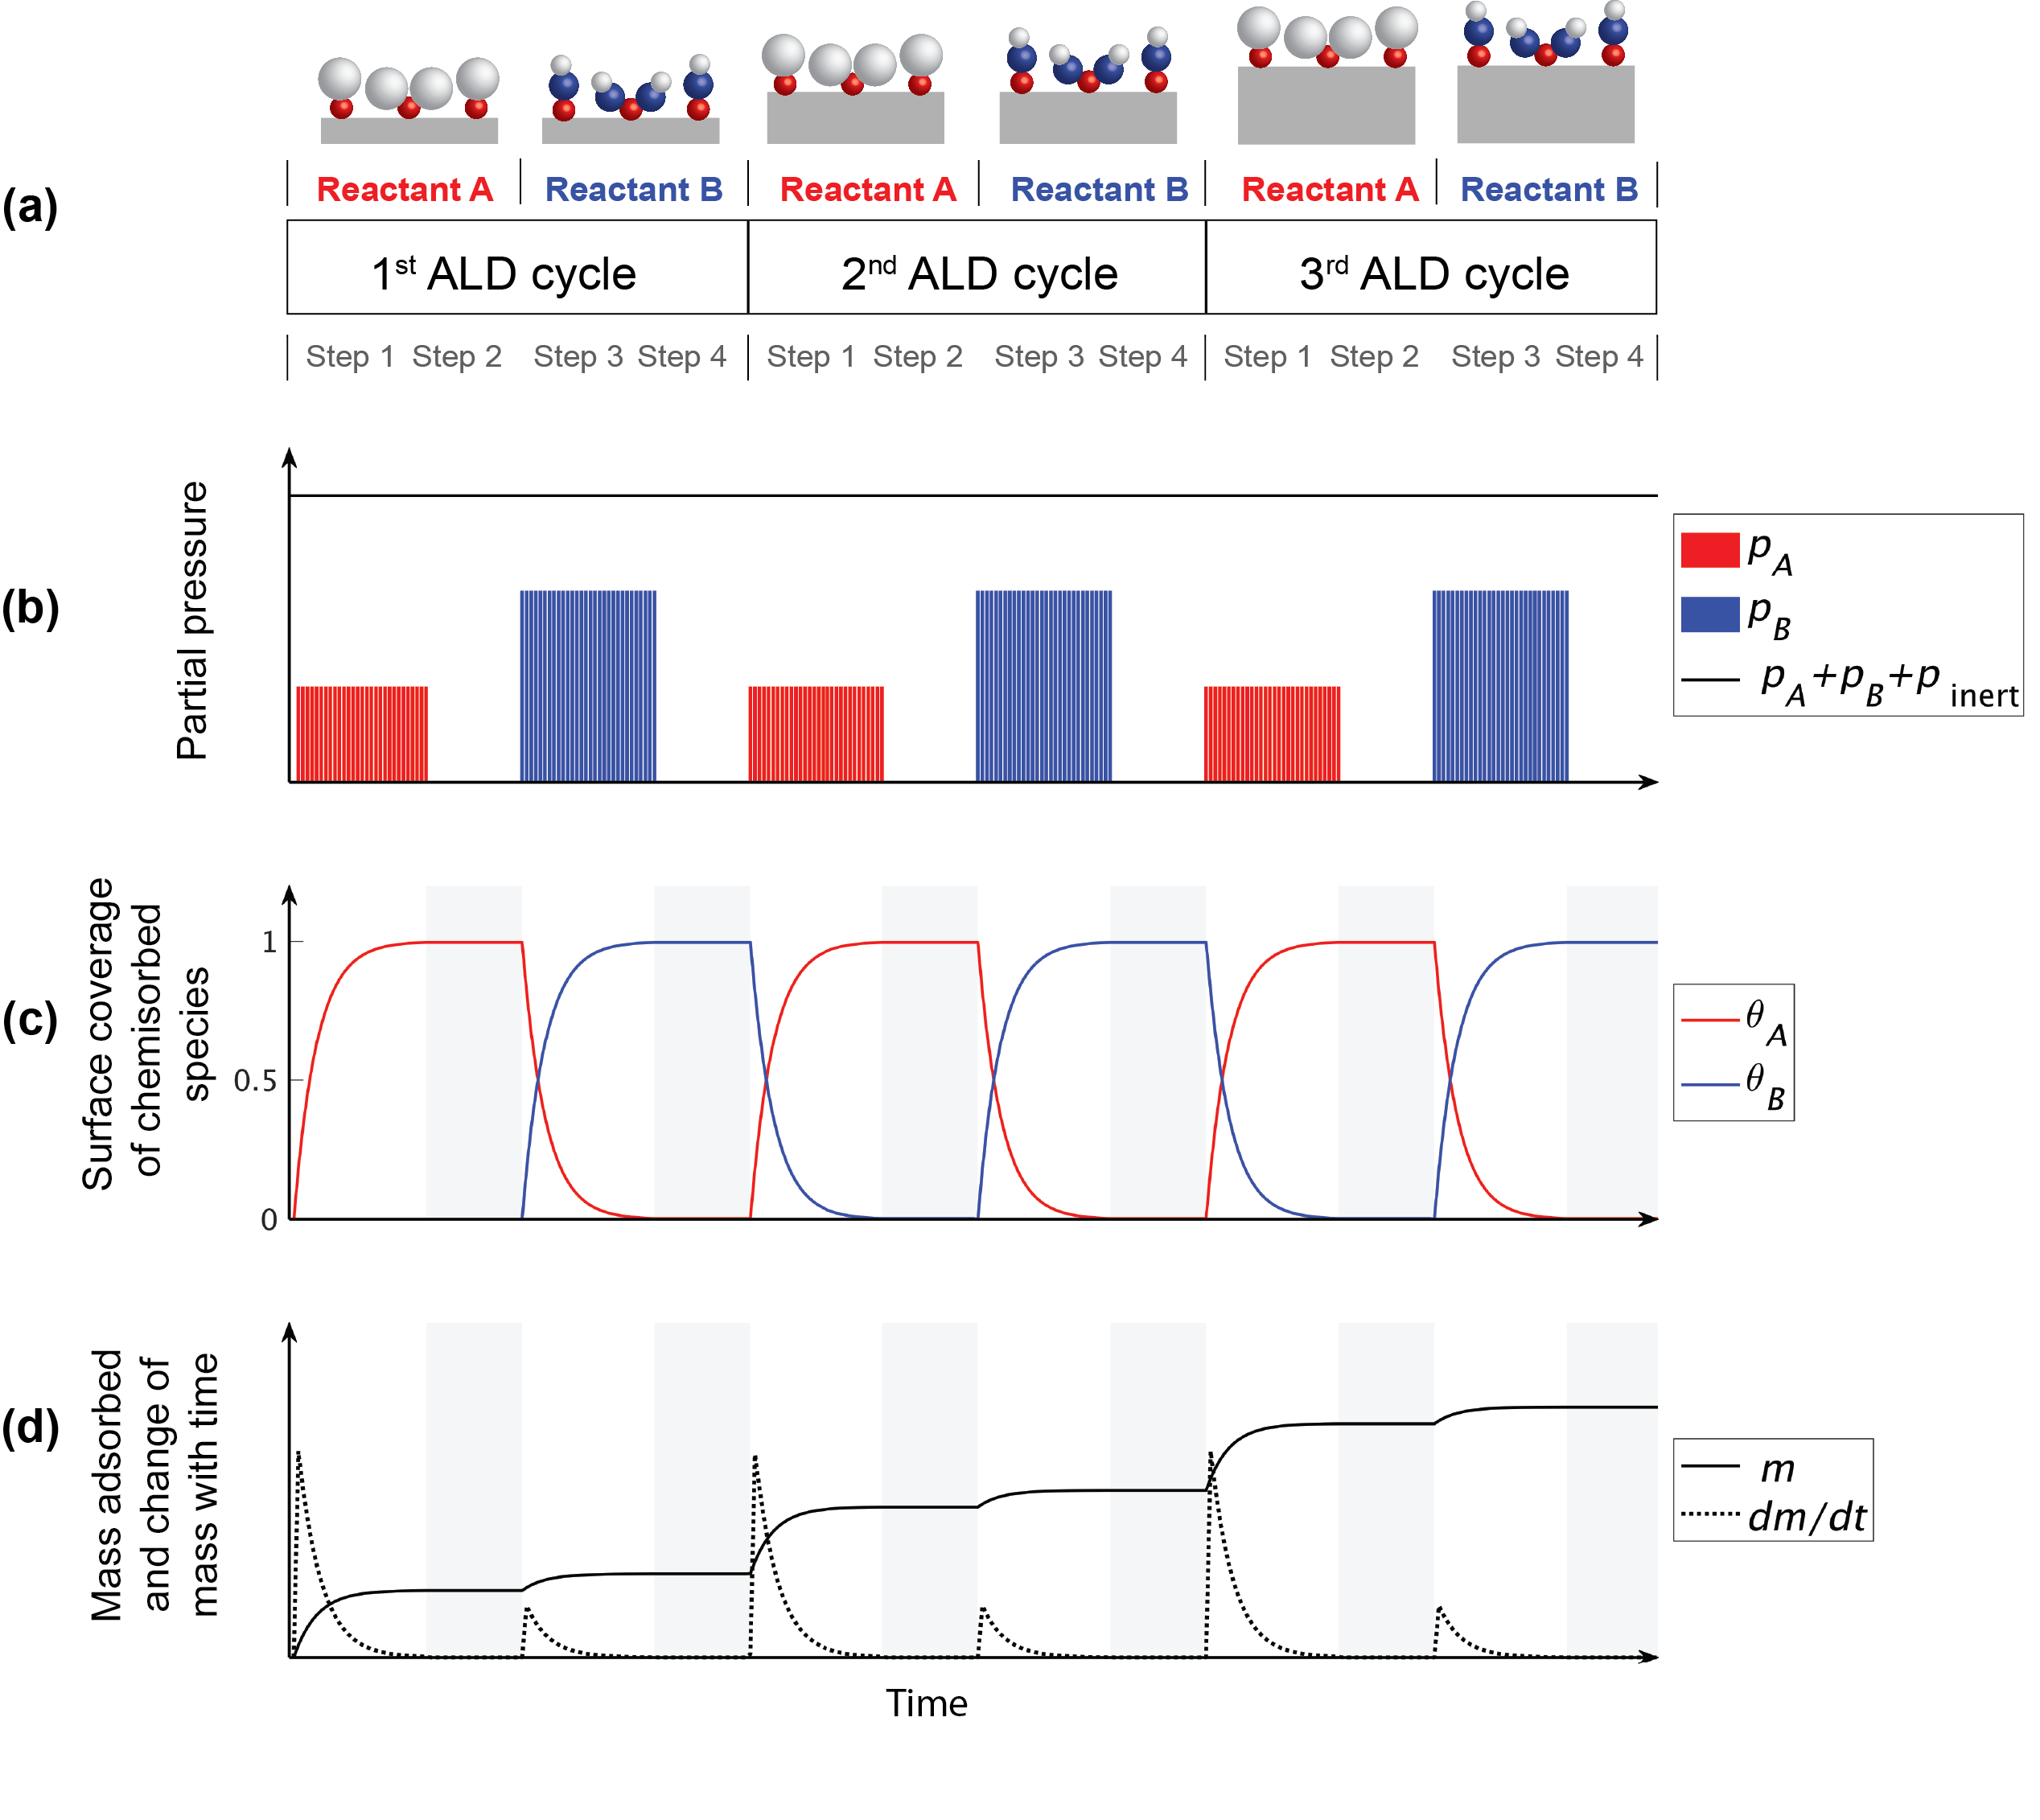 (a)
Reactant A Reactant B Reactant A Reactant B Reactant A Reactant B
1st ALD cycle 2nd ALD cycle 3rd ALD cycle
Step 1 Step 2 Step 3 Step 4 Step 1 Step 2 Step 3 Step 4 Step 1 Step 2 Step 3 Step 4
(b)
Partial pressure
pA
pB
pA+pB+p inert
(c)
Surface coverage
of chemisorbed
species
1
0.5
0
θA
θB
(d)
Mass adsorbed
and change of
mass with time
m
dm/dt
Time